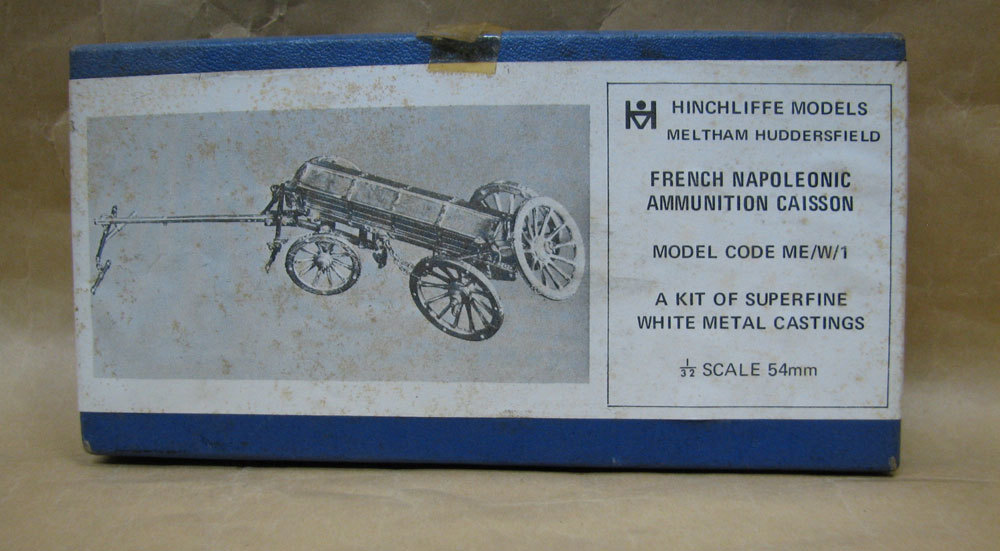 HINCHLIFFE MODELS
MELTHAM HUDDERSFIELD
FRENCH NAPOLEONIC
AMMUNITION CAISSON
MODEL CODE ME/W/1
A KIT OF SUPERFINE
WHITE METAL CASTINGS
1/32 SCALE 54mm